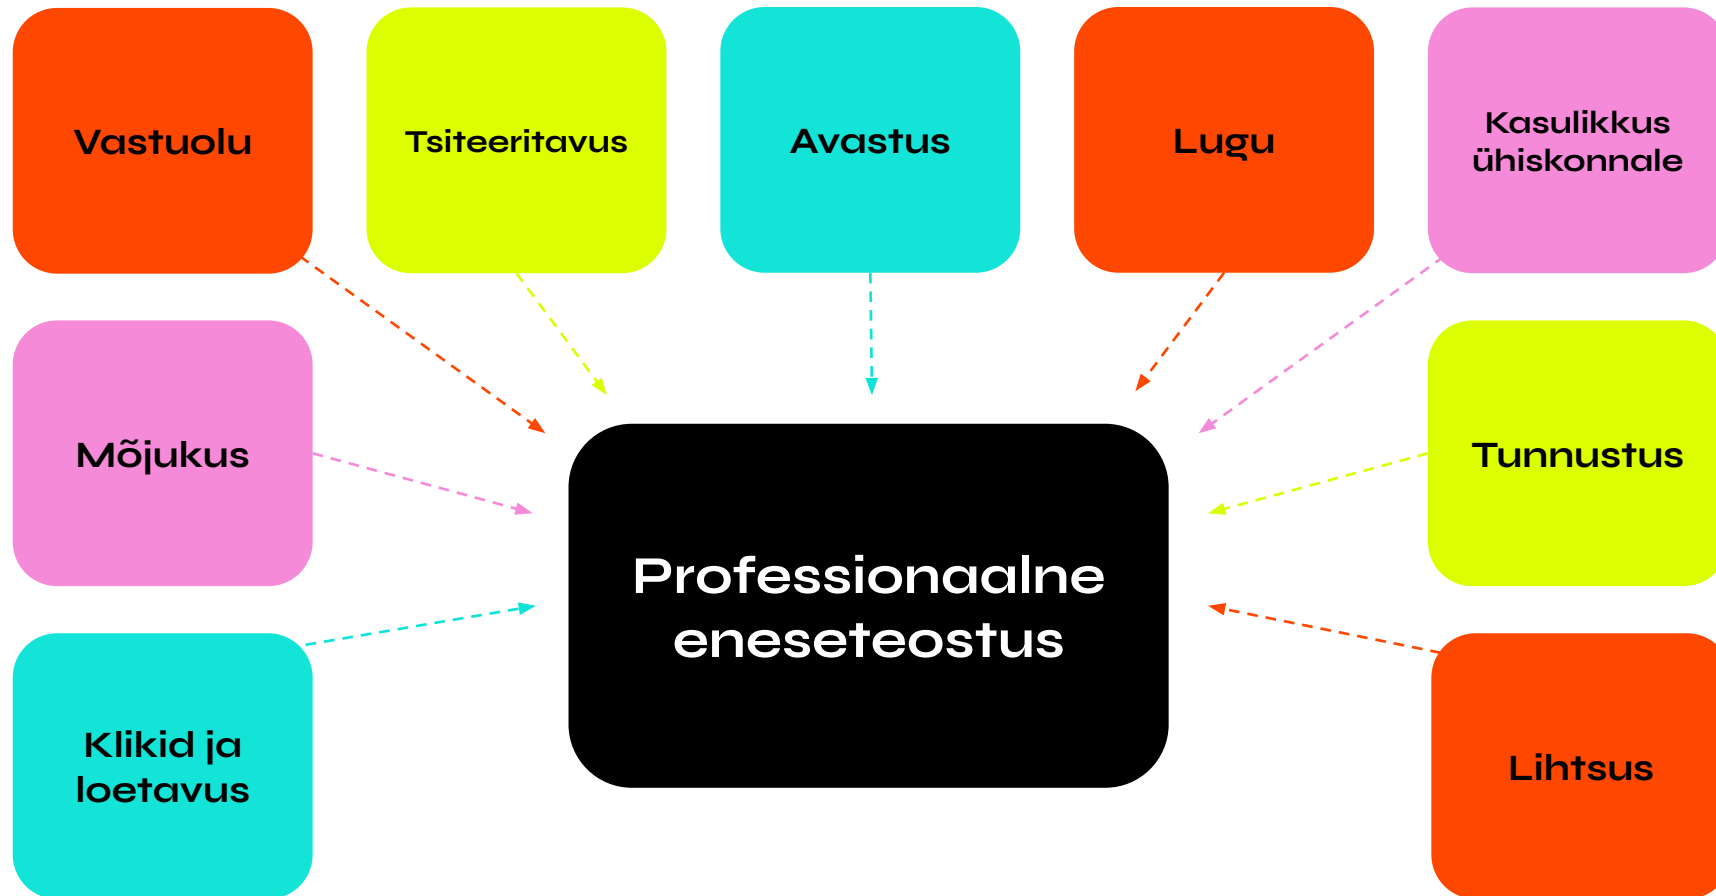 Vastuolu
Tsiteeritavus
Avastus
Lugu
Kasulikkus
ühiskonnale
Mõjukus
Tunnustus
Professionaalne
eneseteostus
Klikid ja
loetavus
Lihtsus